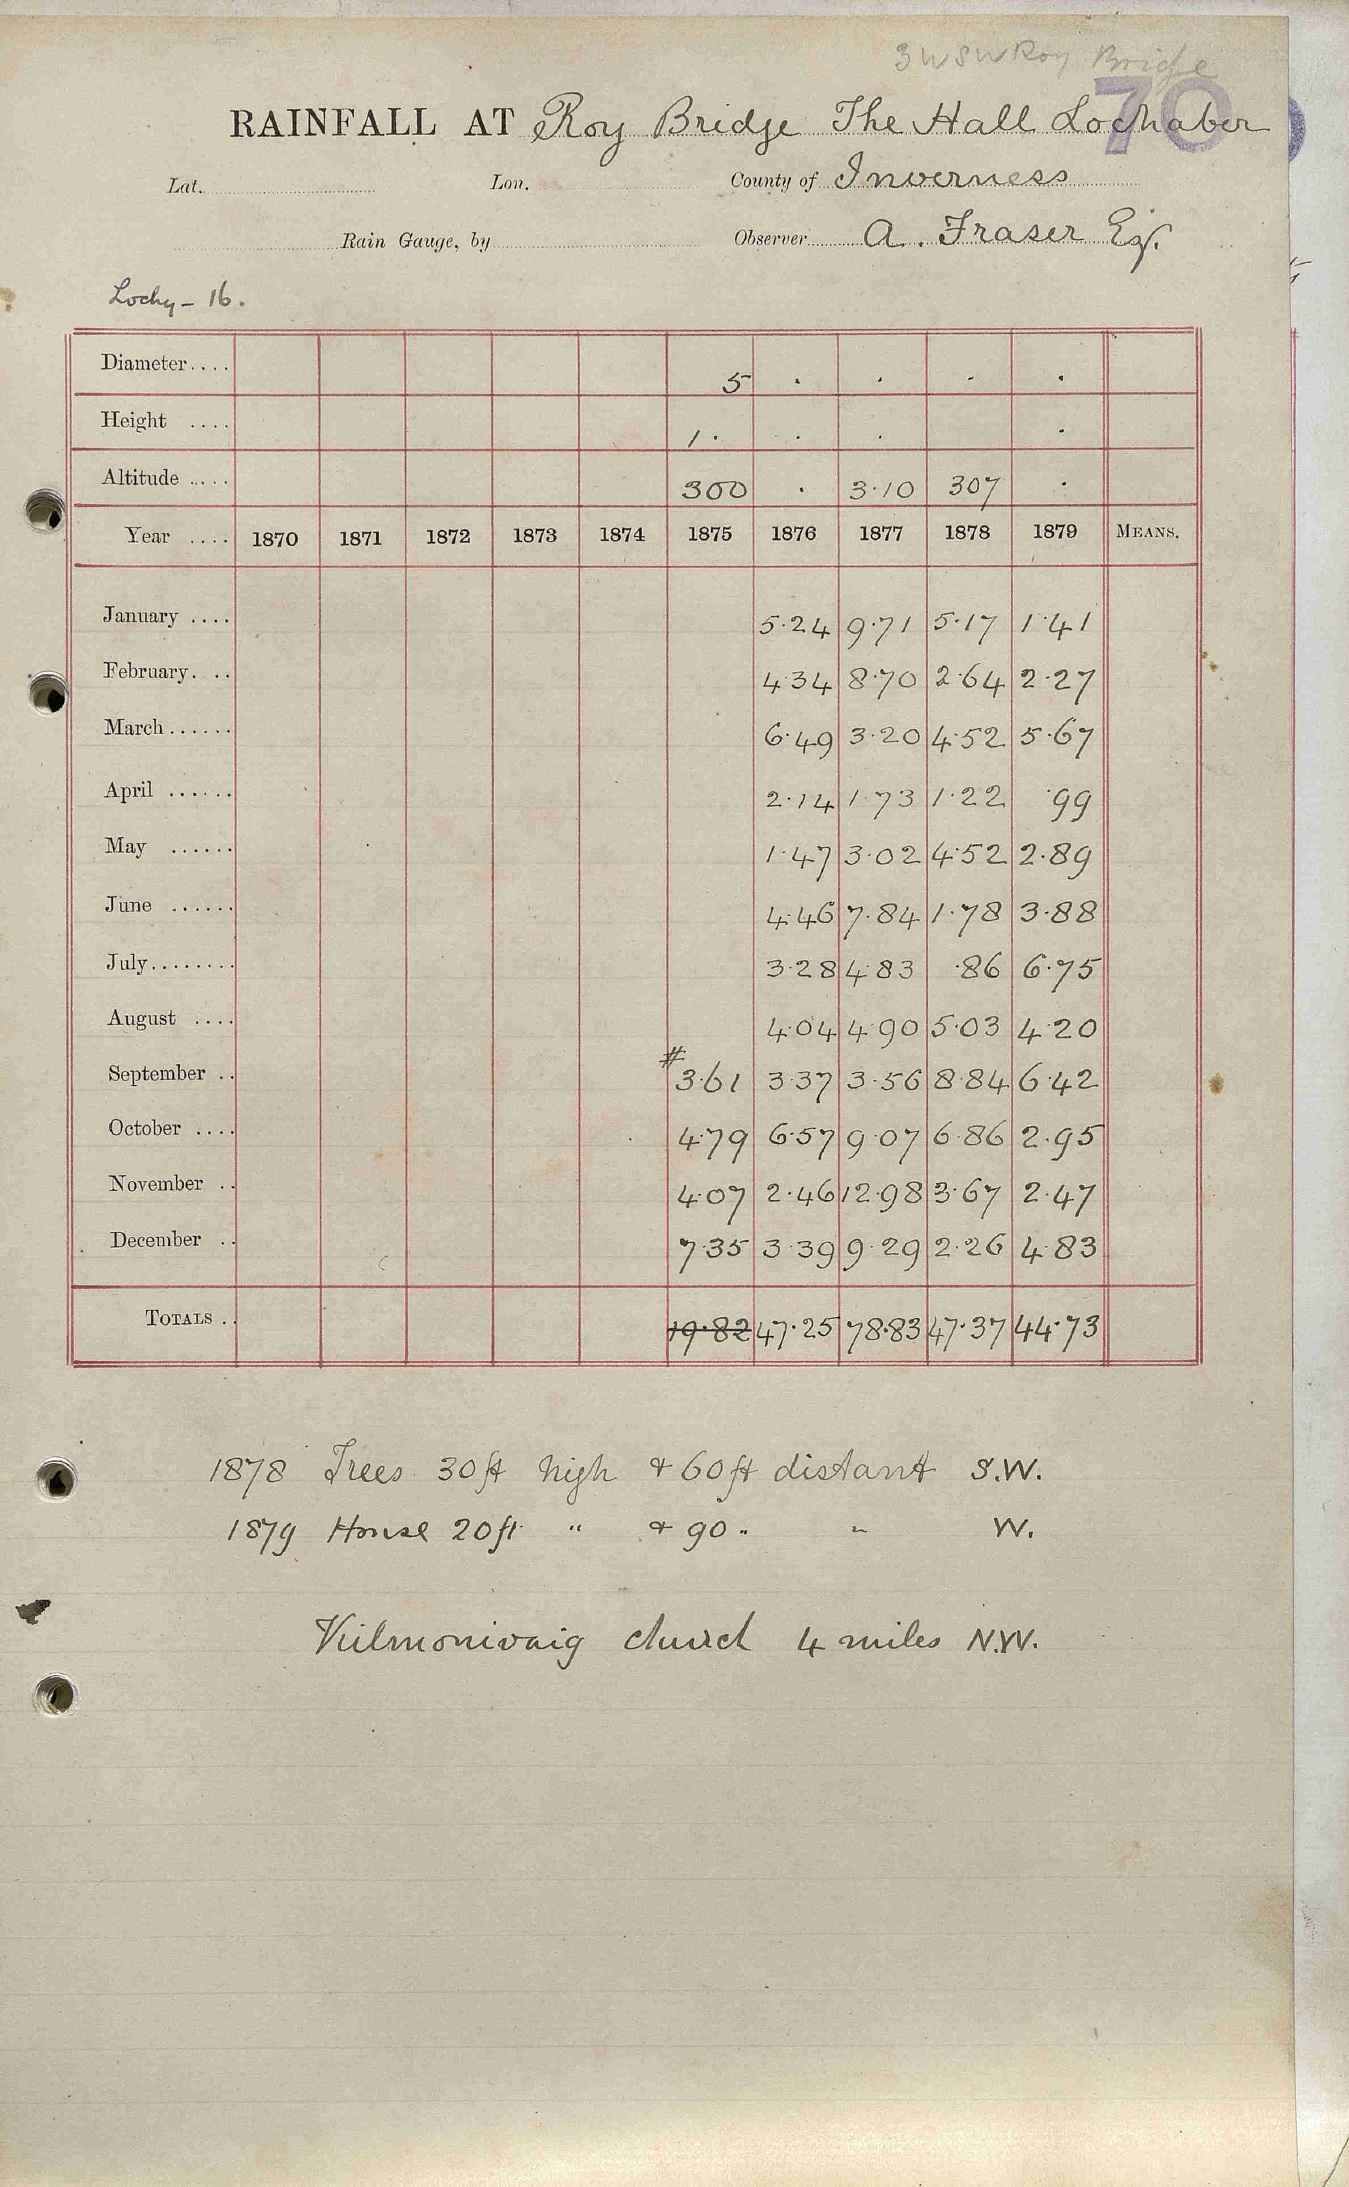 3 W S W Roy Bridge
70
RAINFALL AT Roy Bridge The Hall Lochaber
Lat. Lon. County of Inverness
Rain Gauge, by Observer A. Fraser Esq.
Lochy - 16.
Diameter.... 5 . . . .
Height .... 1. . . .
Altitude .... 300 . 3.10 307 .
Year .... 1870 1871 1872 1873 1874 1875 1876 1877 1878 1879 MEANS.
January .... 5.24 9.71 5.17 1.41
February. .. 4.34 8.70 2.64 2.27
March...... 6.49 3.20 4.52 5.67
April ...... 2.14 1.73 1.22 .99
May ...... 1.47 3.02 4.52 2.89
June ...... 4.46 7.84 1.78 3.88
July........ 3.28 4.83 .86 6.75
August .... 4.04 4.90 5.03 4.20
September .. # 3.61 3.37 3.56 8.84 6.42
October .... 4.79 6.57 9.07 6.86 2.95
November .. 4.07 2.46 12.98 3.67 2.47
December .. 7.35 3.39 9.29 2.26 4.83
TOTALS .. 19.82 47.25 78.83 47.37 44.73
1878 Trees 30 ft high & 60 ft distant S.W.
1879 House 20 ft " & 90 " " W.
Kilmonivaig church 4 miles N.W.